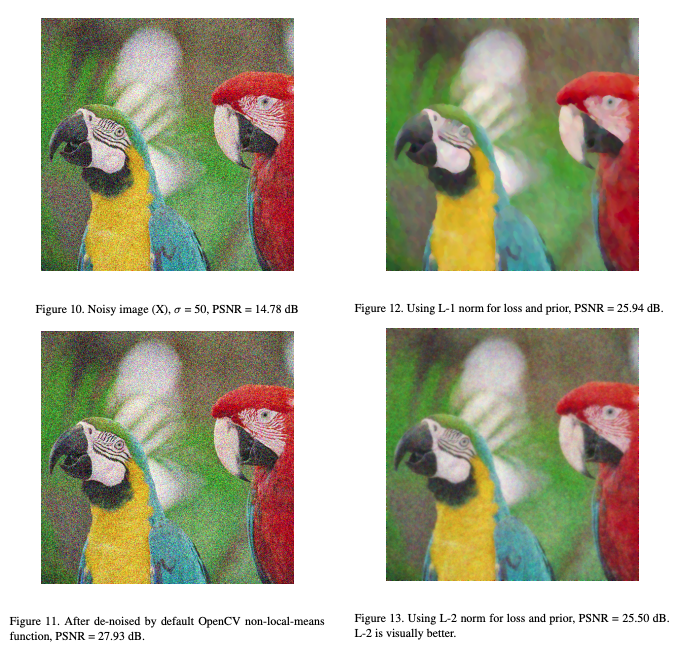 Figure 10. Noisy image (X), σ = 50, PSNR = 14.78 dB
Figure 11. After de-noised by default OpenCV non-local-means
function, PSNR = 27.93 dB.
Figure 12. Using L-1 norm for loss and prior, PSNR = 25.94 dB.
Figure 13. Using L-2 norm for loss and prior, PSNR = 25.50 dB.
L-2 is visually better.